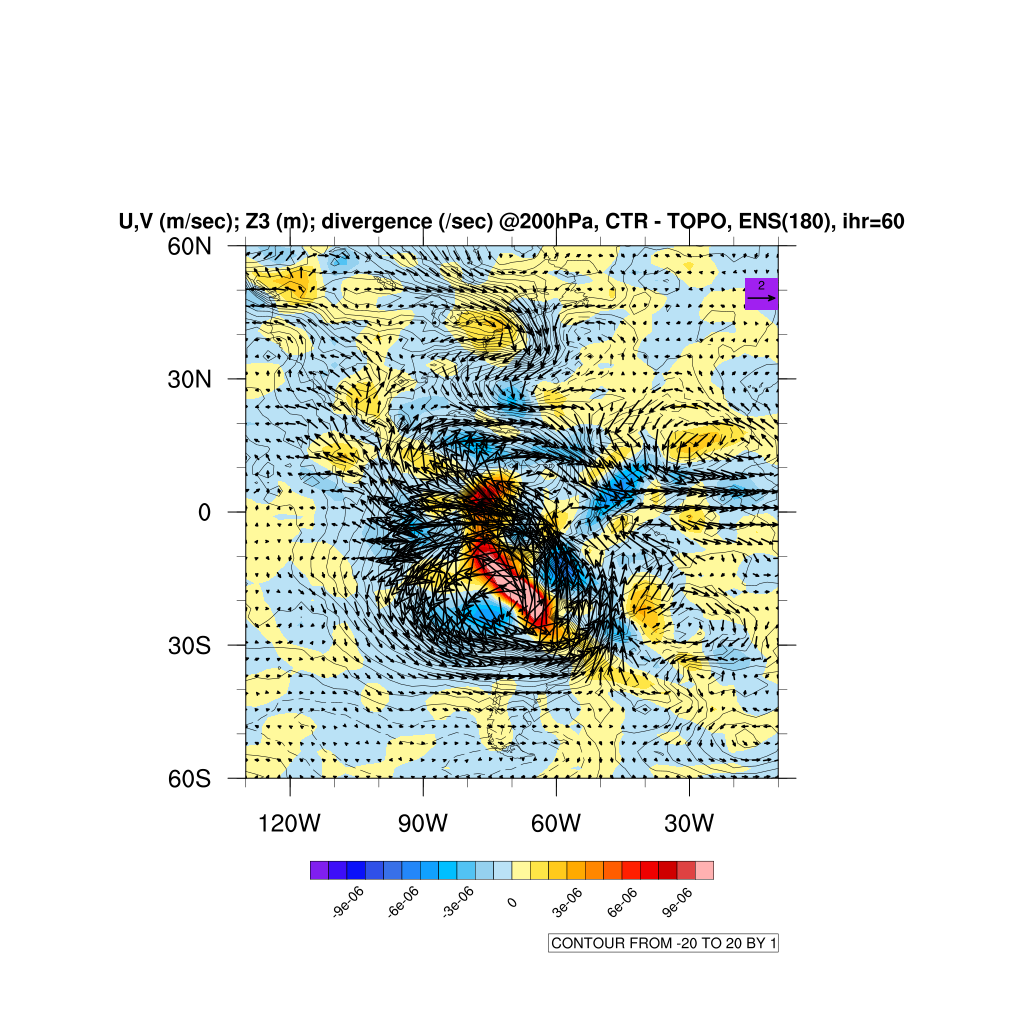 U,V (m/sec); Z3 (m); divergence (/sec) @200hPa, CTR - TOPO, ENS(180), ihr=60
60N
2
30N
0
30S
60S
120W 90W 60W 30W
-9e-06 -6e-06 -3e-06 0 3e-06 6e-06 9e-06
CONTOUR FROM -20 TO 20 BY 1